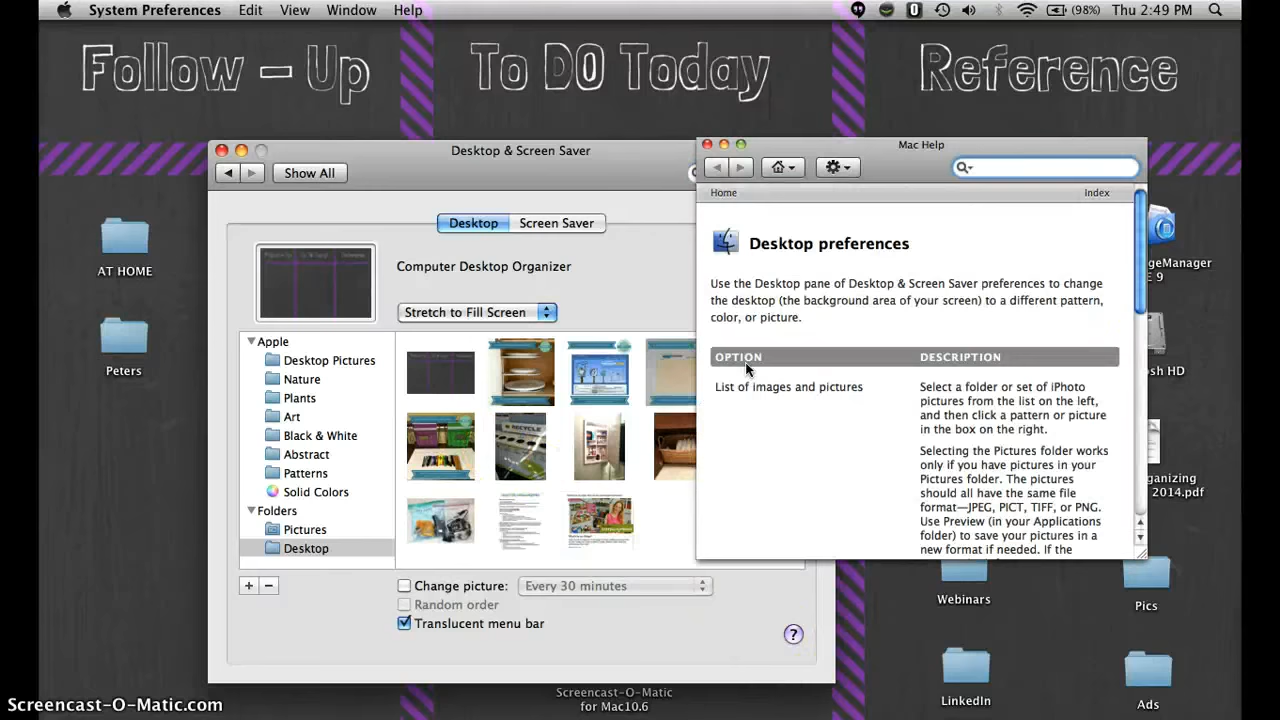 System Preferences Edit View Window Help (98%) Thu 2:49 PM
Follow - Up To DO Today Reference
Desktop & Screen Saver
Show All
Desktop Screen Saver
Computer Desktop Organizer
Stretch to Fill Screen
Apple
Desktop Pictures
Nature
Plants
Art
Black & White
Abstract
Patterns
Solid Colors
Folders
Pictures
Desktop
+ −
Change picture: Every 30 minutes
Random order
Translucent menu bar
?
Mac Help
Home Index
Desktop preferences
Use the Desktop pane of Desktop & Screen Saver preferences to change
the desktop (the background area of your screen) to a different pattern,
color, or picture.
OPTION DESCRIPTION
List of images and pictures Select a folder or set of iPhoto
pictures from the list on the left,
and then click a pattern or picture
in the box on the right.
Selecting the Pictures folder works
only if you have pictures in your
Pictures folder. The pictures
should all have the same file
format—JPEG, PICT, TIFF, or PNG.
Use Preview (in your Applications
folder) to save your pictures in a
new format if needed. If the
AT HOME
Peters
ageManager
E 9
osh HD
rganizing
2014.pdf
Webinars
Pics
LinkedIn
Ads
Screencast-O-Matic
for Mac10.6
Screencast-O-Matic.com